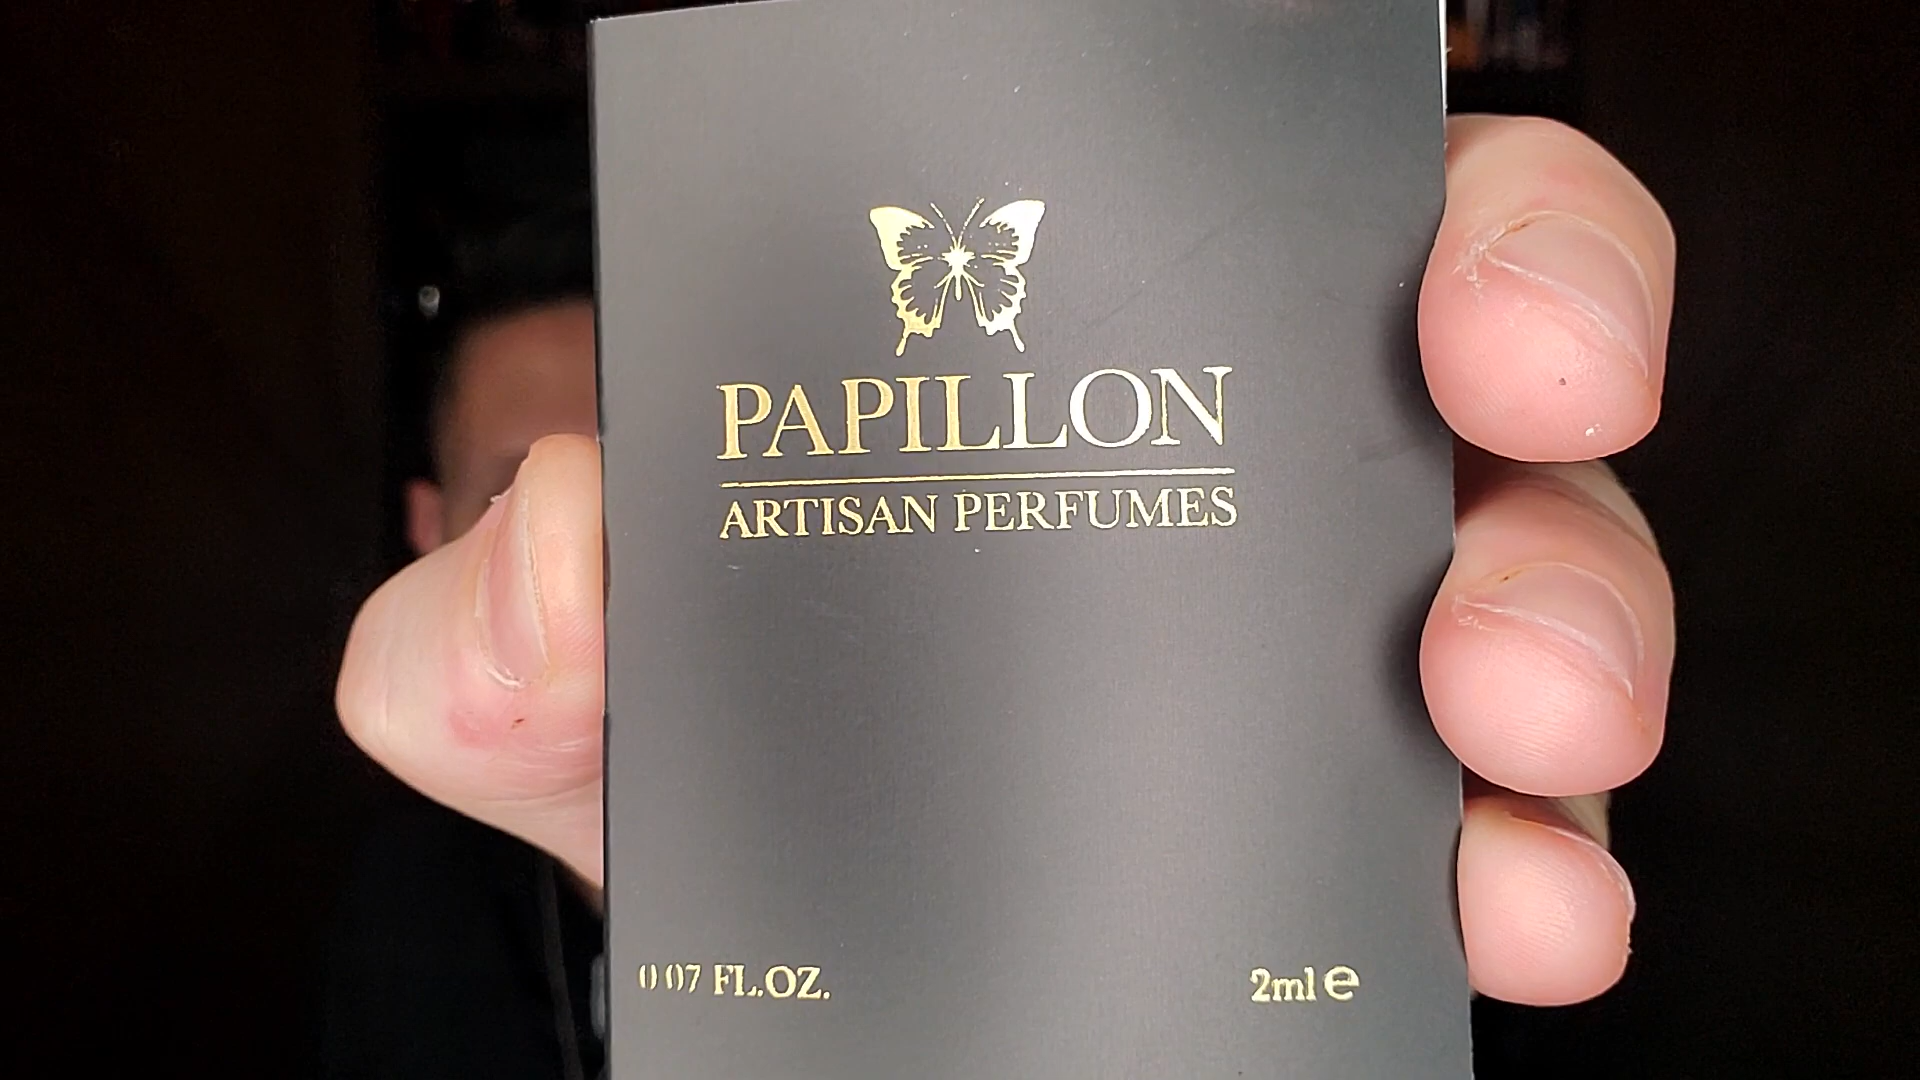 PAPILLON
ARTISAN PERFUMES
0.07 FL.OZ. 2ml ℮